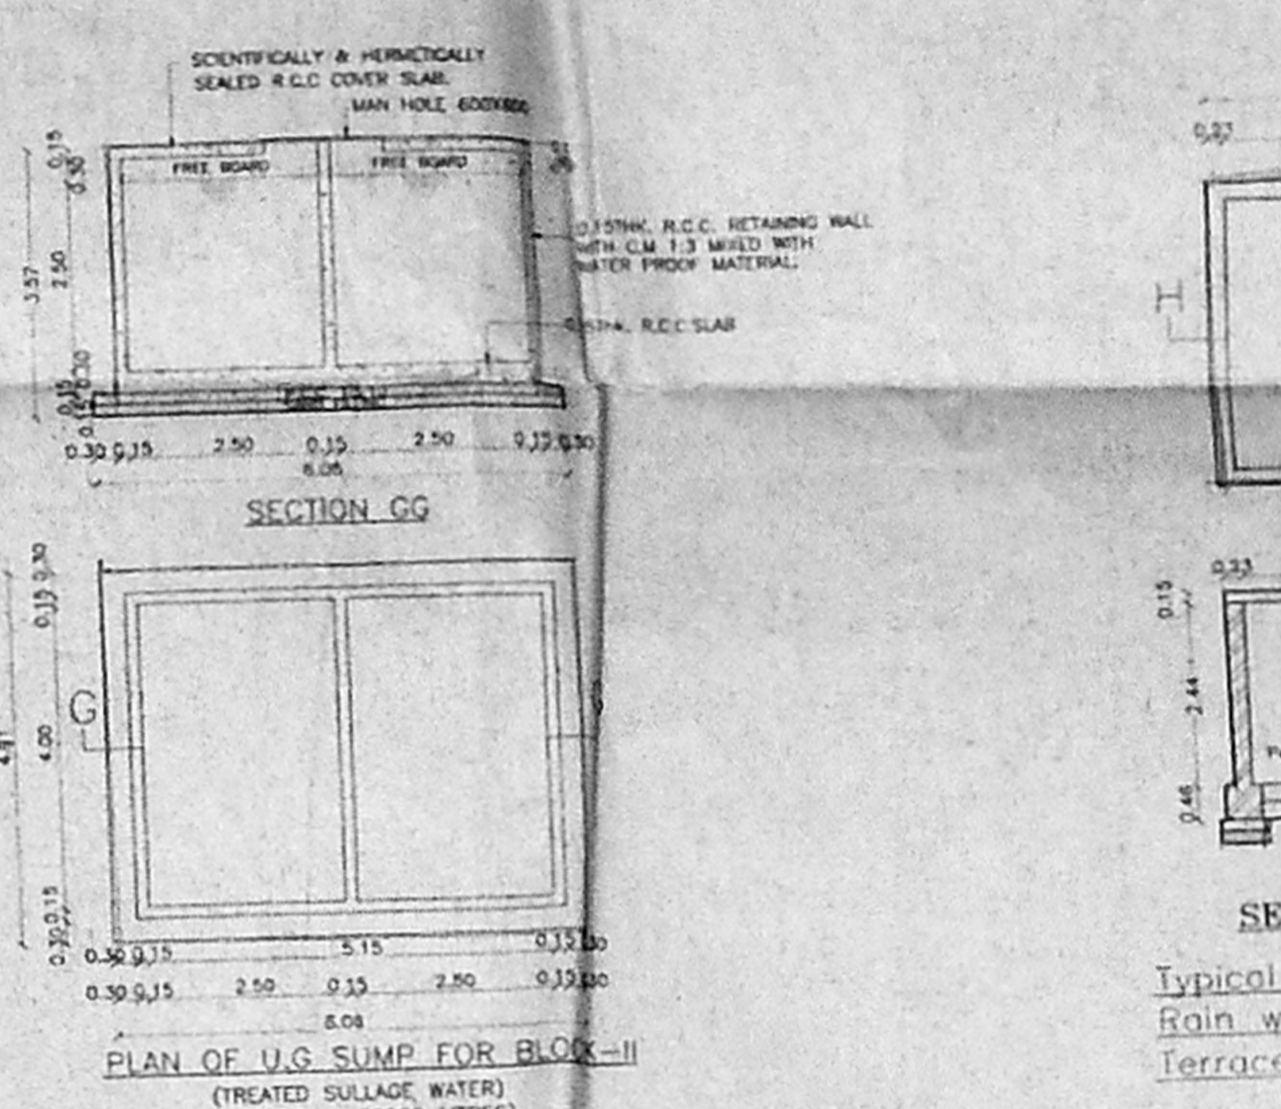 SCIENTIFICALLY & HERMETICALLY
SEALED R.C.C COVER SLAB.
MAN HOLE 600X600
FREE BOARD
FREE BOARD
0.15
0.30
2.50
3.57
0.30
0.15
0.15THK. R.C.C. RETAINING WALL
WITH C.M 1:3 MIXED WITH
WATER PROOF MATERIAL.
R.C.C SLAB
0.30 0.15 2.50 0.15 2.50 0.15 0.30
6.05
SECTION GG
0.30
0.15
4.00
4.91
0.15
0.30
G
0.30 0.15 5.15 0.15
0.30 0.15 2.50 0.15 2.50 0.15
6.05
PLAN OF U.G SUMP FOR BLOCK-II
(TREATED SULLAGE WATER)
0.23
H
0.23
0.15
2.44
0.46
SE
Typical
Rain w
Terrace